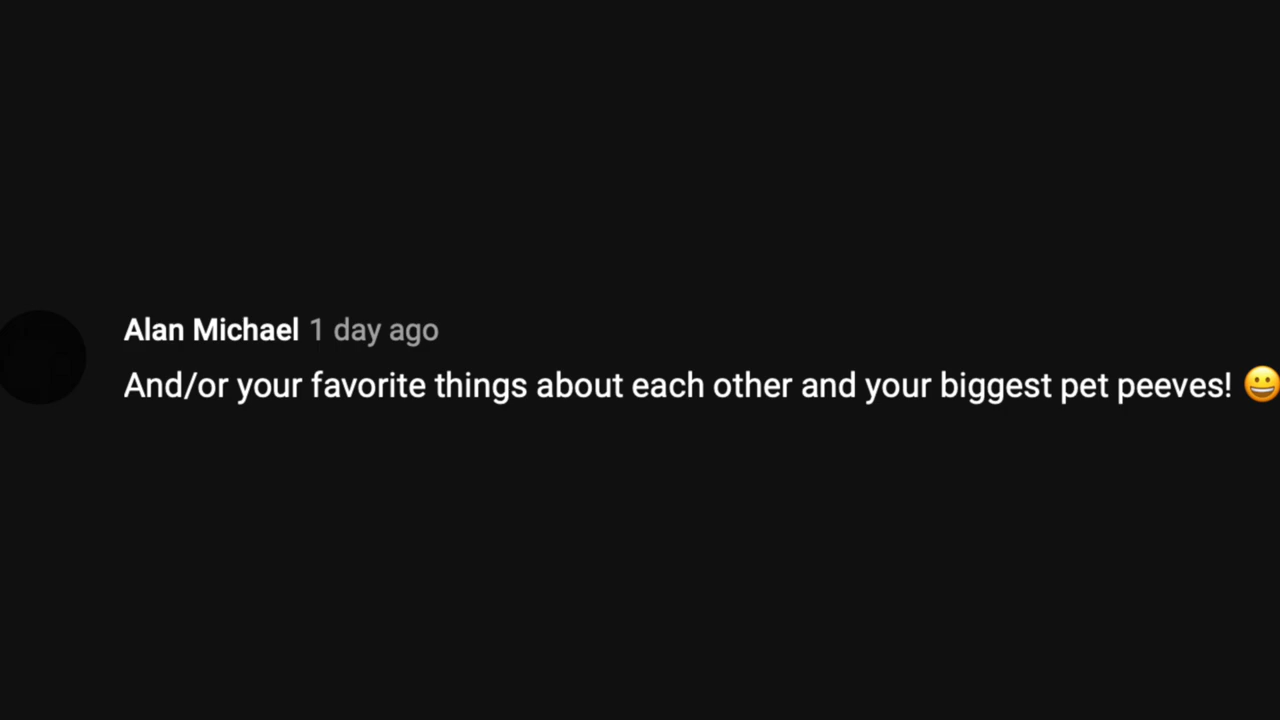 Alan Michael 1 day ago
And/or your favorite things about each other and your biggest pet peeves! 😀